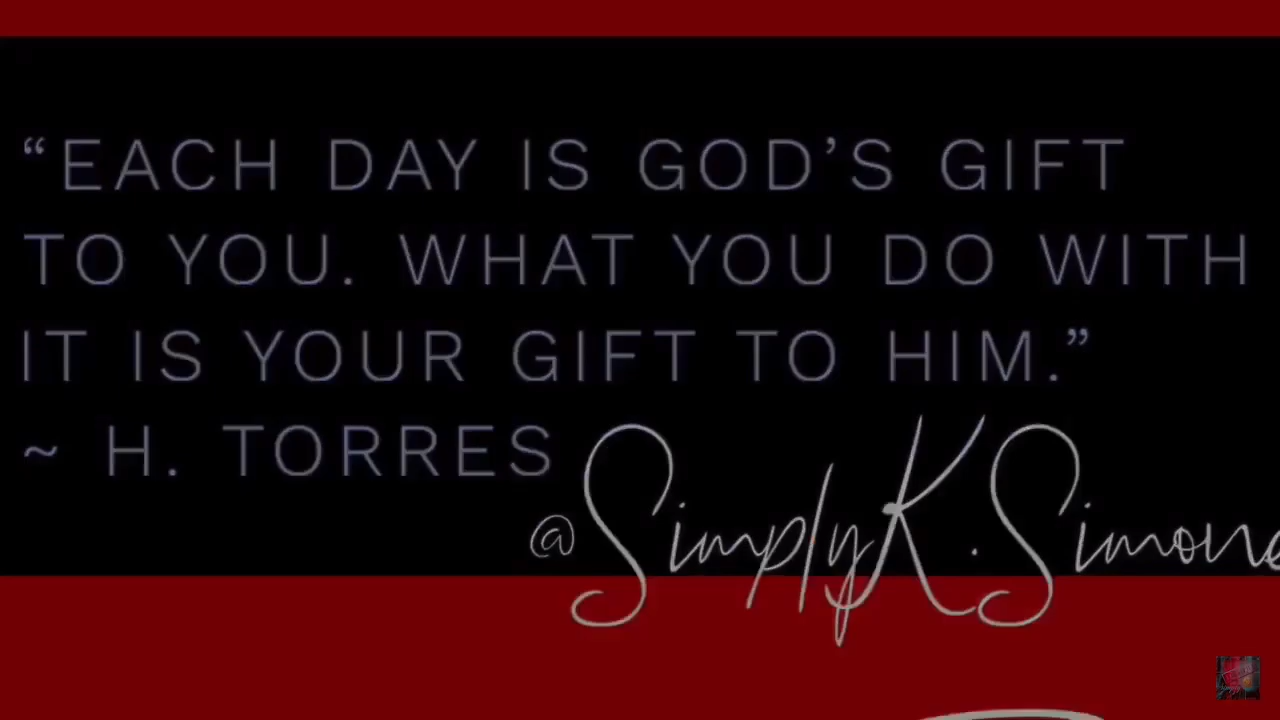 “EACH DAY IS GOD’S GIFT
TO YOU. WHAT YOU DO WITH
IT IS YOUR GIFT TO HIM.”
~ H. TORRES
@SimplyK.Simone